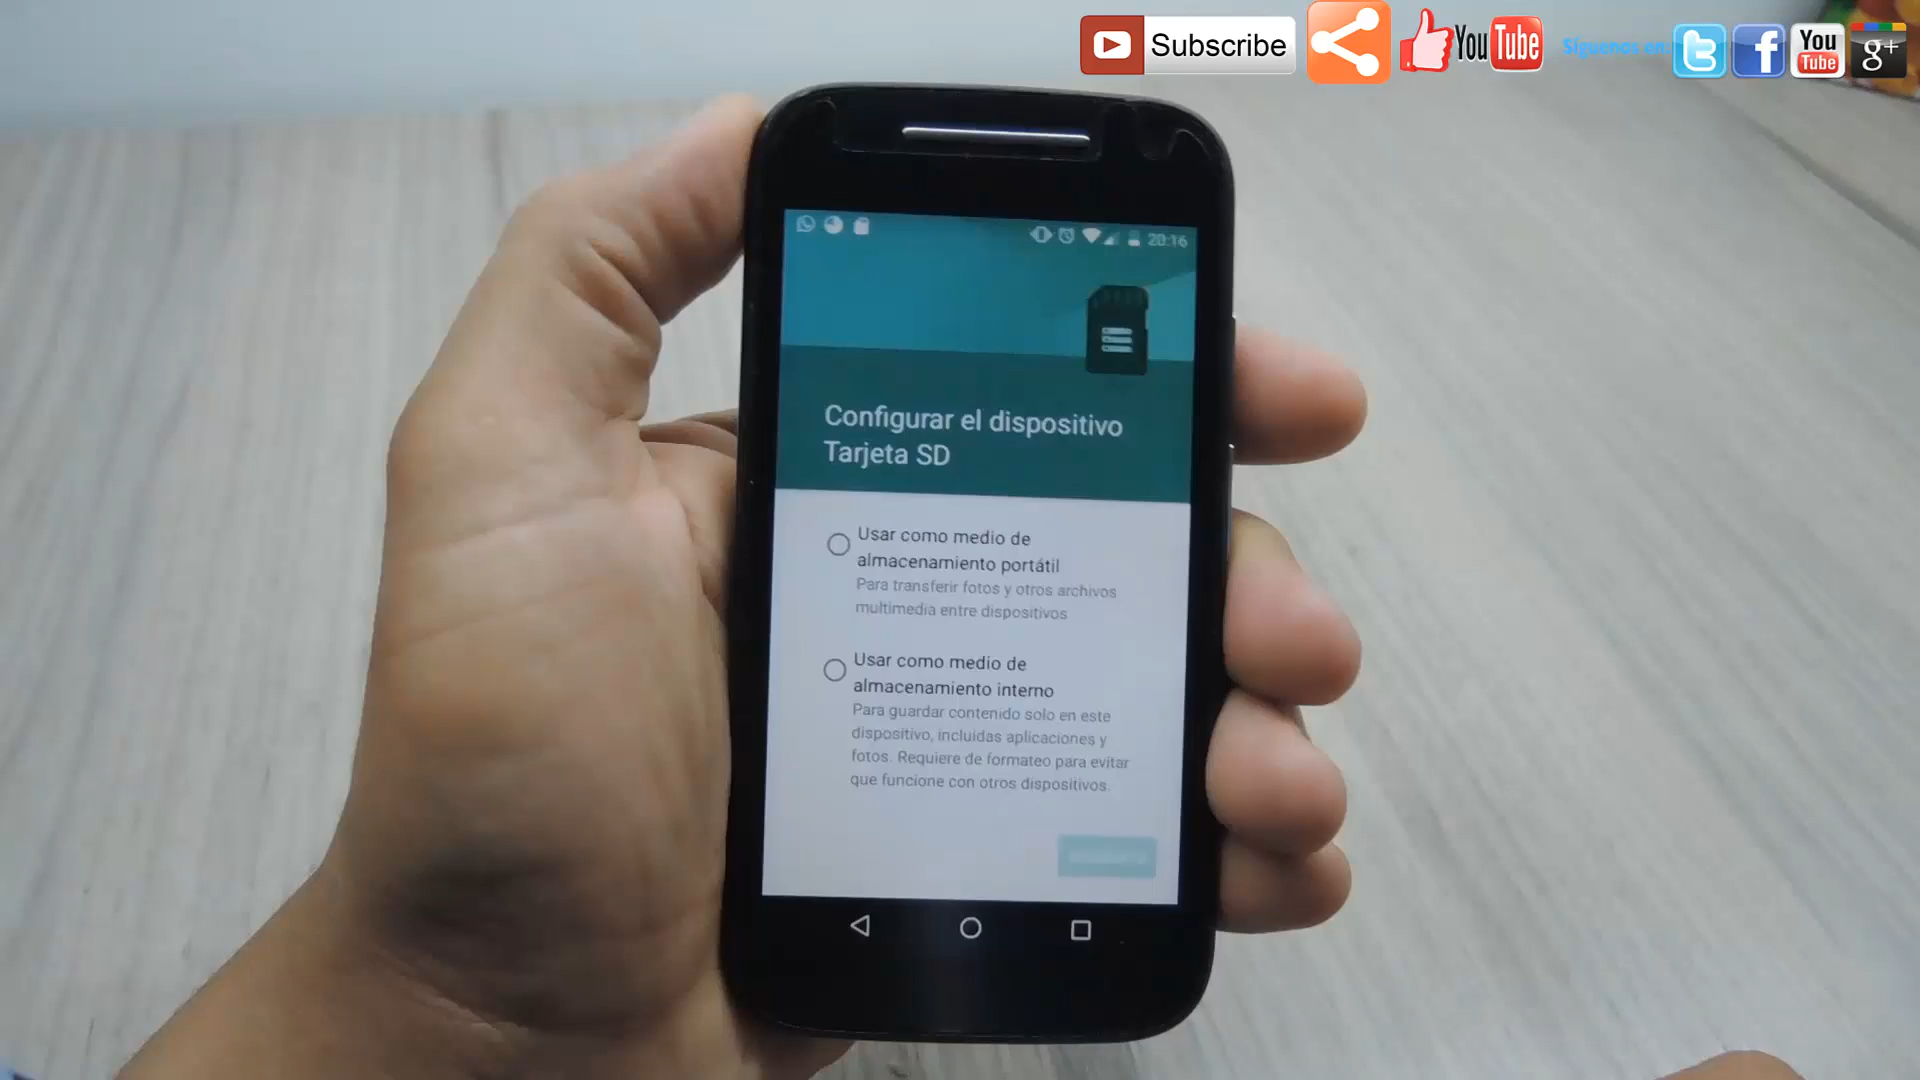 Subscribe
You Tube
Síguenos en:
You
Tube
g+
20:16
Configurar el dispositivo
Tarjeta SD
Usar como medio de
almacenamiento portátil
Para transferir fotos y otros archivos
multimedia entre dispositivos
Usar como medio de
almacenamiento interno
Para guardar contenido solo en este
dispositivo, incluidas aplicaciones y
fotos. Requiere de formateo para evitar
que funcione con otros dispositivos.